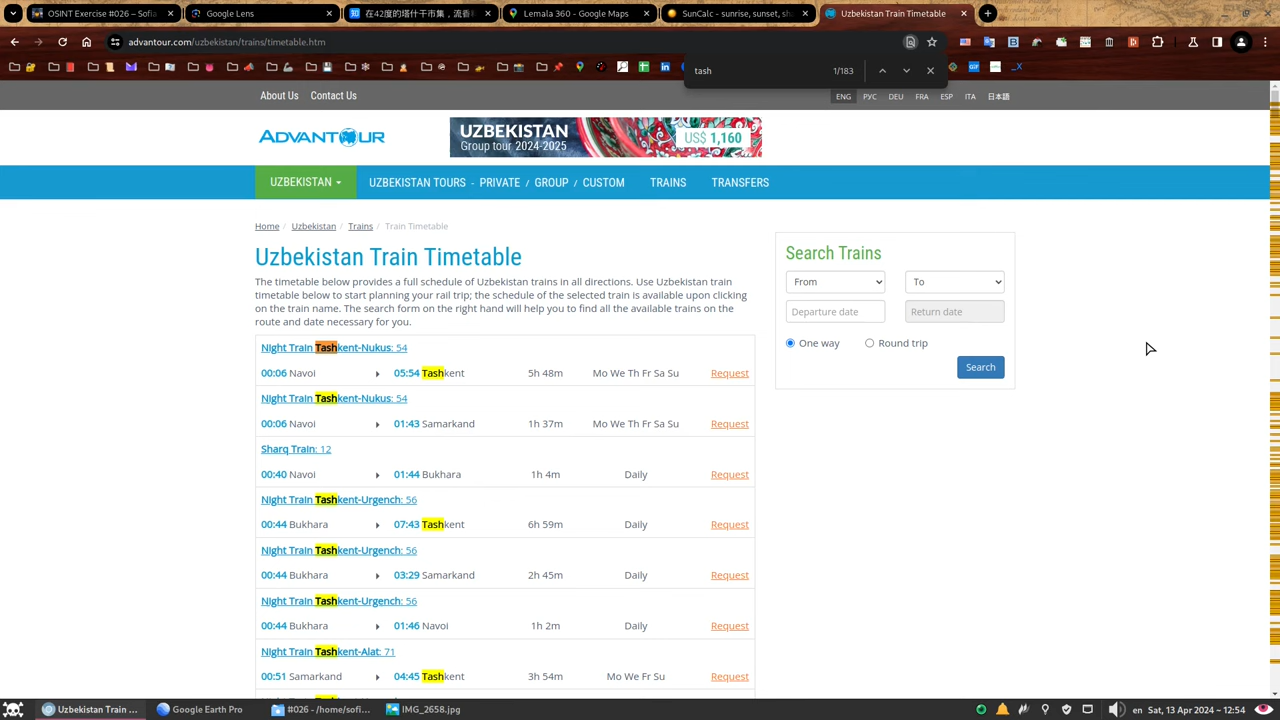 OSINT Exercise #026 – Sofia
Google Lens
在42度的塔什干市集，流香
Lemala 360 - Google Maps
SunCalc - sunrise, sunset, sh
Uzbekistan Train Timetable
advantour.com/uzbekistan/trains/timetable.htm
tash
1/183
About Us
Contact Us
ENG
РУС
DEU
FRA
ESP
ITA
日本語
ADVANTOUR
UZBEKISTAN
Group tour 2024-2025
US$ 1,160
UZBEKISTAN
UZBEKISTAN TOURS - PRIVATE / GROUP / CUSTOM
TRAINS
TRANSFERS
Home / Uzbekistan / Trains / Train Timetable
Uzbekistan Train Timetable
The timetable below provides a full schedule of Uzbekistan trains in all directions. Use Uzbekistan train
timetable below to start planning your rail trip; the schedule of the selected train is available upon clicking
on the train name. The search form on the right hand will help you to find all the available trains on the
route and date necessary for you.
Night Train Tashkent-Nukus: 54
00:06 Navoi 05:54 Tashkent 5h 48m Mo We Th Fr Sa Su Request
Night Train Tashkent-Nukus: 54
00:06 Navoi 01:43 Samarkand 1h 37m Mo We Th Fr Sa Su Request
Sharq Train: 12
00:40 Navoi 01:44 Bukhara 1h 4m Daily Request
Night Train Tashkent-Urgench: 56
00:44 Bukhara 07:43 Tashkent 6h 59m Daily Request
Night Train Tashkent-Urgench: 56
00:44 Bukhara 03:29 Samarkand 2h 45m Daily Request
Night Train Tashkent-Urgench: 56
00:44 Bukhara 01:46 Navoi 1h 2m Daily Request
Night Train Tashkent-Alat: 71
00:51 Samarkand 04:45 Tashkent 3h 54m Mo We Fr Su Request
Search Trains
From
To
Departure date
Return date
One way
Round trip
Search
Uzbekistan Train ...
Google Earth Pro
#026 - /home/sofi...
IMG_2658.jpg
en
Sat, 13 Apr 2024 ~ 12:54